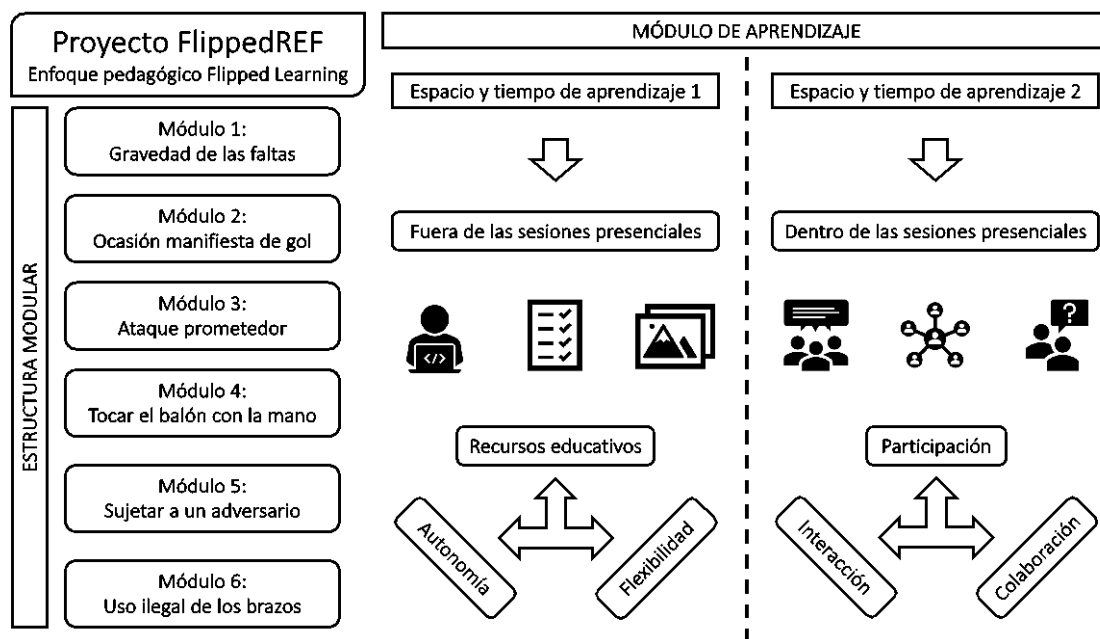 Proyecto FlippedREF
Enfoque pedagógico Flipped Learning
ESTRUCTURA MODULAR
Módulo 1:
Gravedad de las faltas
Módulo 2:
Ocasión manifiesta de gol
Módulo 3:
Ataque prometedor
Módulo 4:
Tocar el balón con la mano
Módulo 5:
Sujetar a un adversario
Módulo 6:
Uso ilegal de los brazos
MÓDULO DE APRENDIZAJE
Espacio y tiempo de aprendizaje 1
Fuera de las sesiones presenciales
</>
Recursos educativos
Autonomía
Flexibilidad
Espacio y tiempo de aprendizaje 2
Dentro de las sesiones presenciales
?
Participación
Interacción
Colaboración